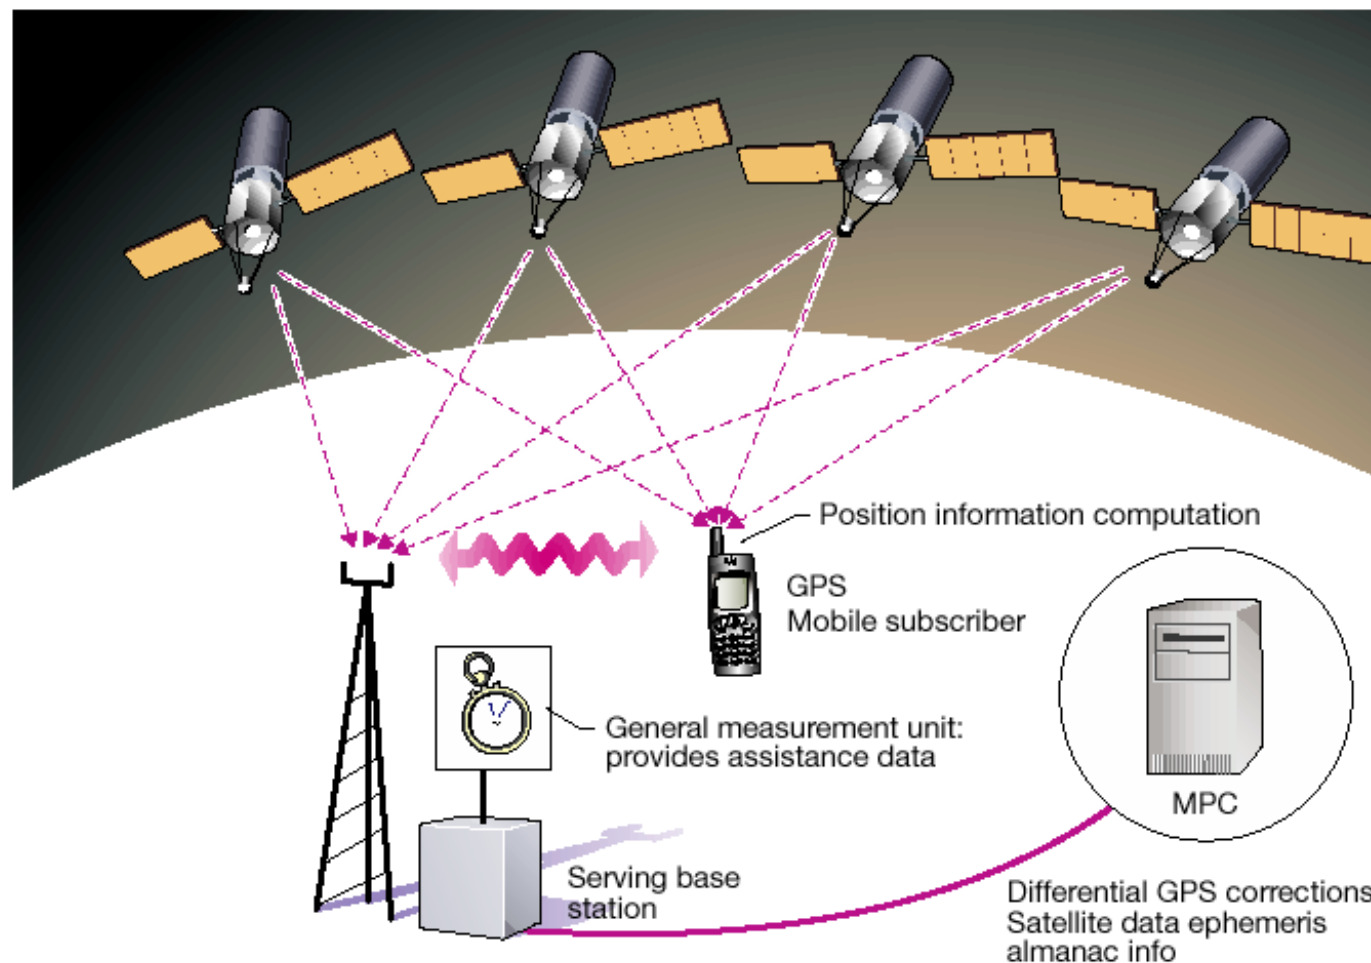 Position information computation
GPS
Mobile subscriber
General measurement unit:
provides assistance data
MPC
Serving base
station
Differential GPS corrections
Satellite data ephemeris
almanac info